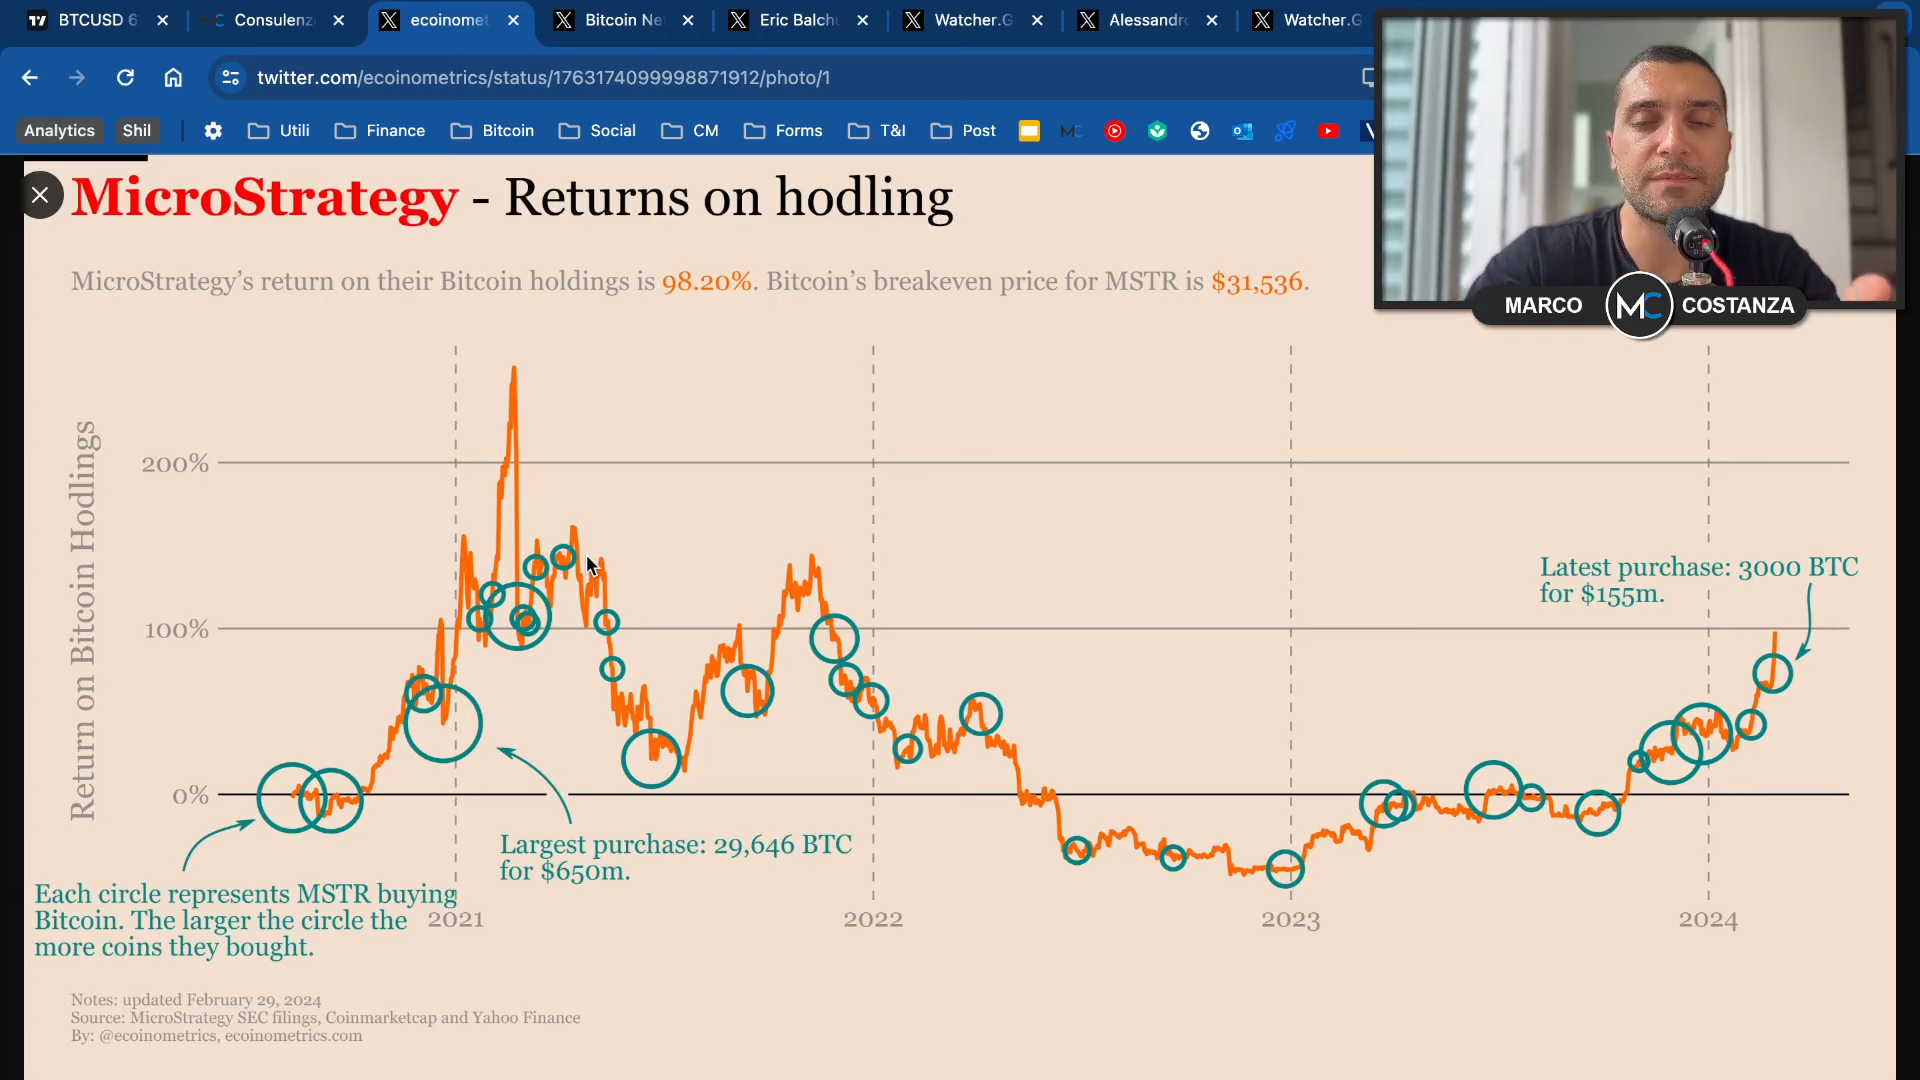 BTCUSD 6
Consulenz
ecoinomet
Bitcoin Ne
Eric Balchu
Watcher.G
Alessandr
Watcher.G
twitter.com/ecoinometrics/status/1763174099998871912/photo/1
Analytics
Shil
Utili
Finance
Bitcoin
Social
CM
Forms
T&I
Post
MARCO MC COSTANZA
MicroStrategy - Returns on hodling
MicroStrategy's return on their Bitcoin holdings is 98.20%. Bitcoin's breakeven price for MSTR is $31,536.
Return on Bitcoin Hodlings
200%
100%
0%
Latest purchase: 3000 BTC
for $155m.
Largest purchase: 29,646 BTC
for $650m.
Each circle represents MSTR buying
Bitcoin. The larger the circle the
more coins they bought.
2021
2022
2023
2024
Notes: updated February 29, 2024
Source: MicroStrategy SEC filings, Coinmarketcap and Yahoo Finance
By: @ecoinometrics, ecoinometrics.com